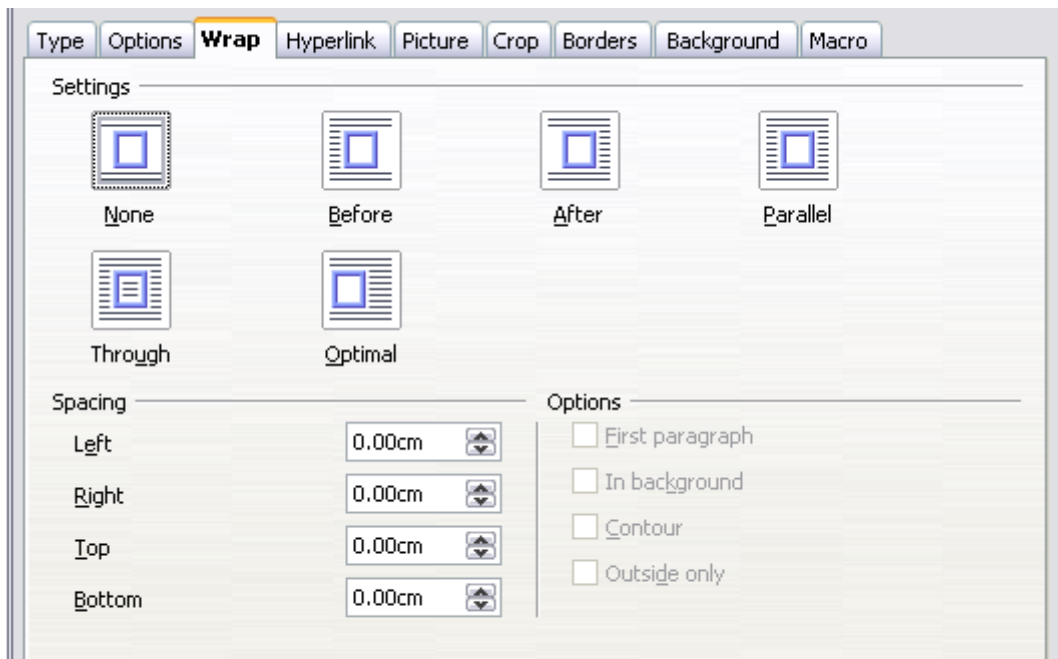 Type Options Wrap Hyperlink Picture Crop Borders Background Macro
Settings
None Before After Parallel
Through Optimal
Spacing Options
Left 0.00cm First paragraph
Right 0.00cm In background
Top 0.00cm Contour
Bottom 0.00cm Outside only